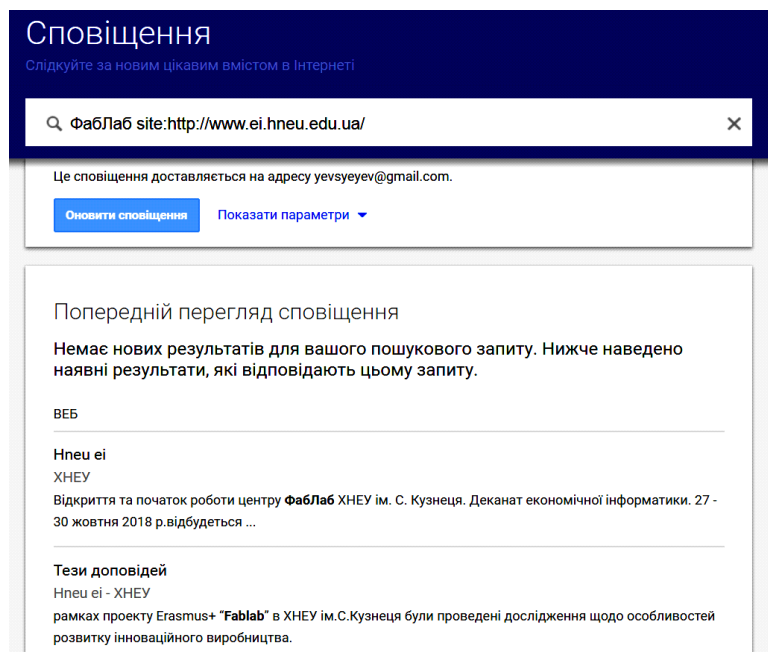 Сповіщення
Слідкуйте за новим цікавим вмістом в Інтернеті
ФабЛаб site:http://www.ei.hneu.edu.ua/
Це сповіщення доставляється на адресу yevsyeyev@gmail.com.
Оновити сповіщення Показати параметри
Попередній перегляд сповіщення
Немає нових результатів для вашого пошукового запиту. Нижче наведено
наявні результати, які відповідають цьому запиту.
ВЕБ
Hneu ei
ХНЕУ
Відкриття та початок роботи центру ФабЛаб ХНЕУ ім. С. Кузнеця. Деканат економічної інформатики. 27 -
30 жовтня 2018 р.відбудеться ...
Тези доповідей
Hneu ei - ХНЕУ
рамках проекту Erasmus+ “Fablab” в ХНЕУ ім.С.Кузнеця були проведені дослідження щодо особливостей
розвитку інноваційного виробництва.